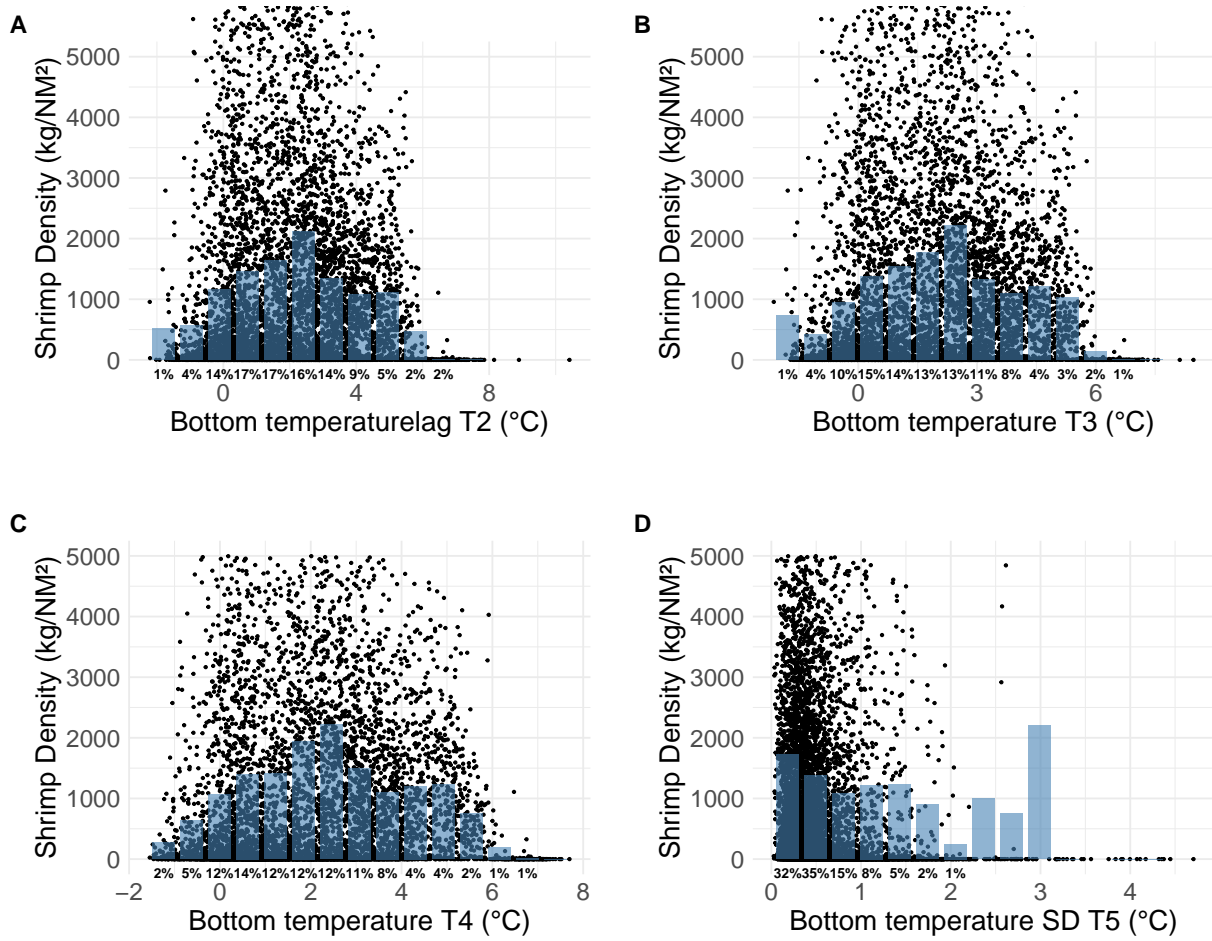 A
Shrimp Density (kg/NM²)
5000
4000
3000
2000
1000
0
1% 4% 14% 17% 17% 16% 14% 9% 5% 2% 2%
0 4 8
Bottom temperaturelag T2 (°C)
B
Shrimp Density (kg/NM²)
5000
4000
3000
2000
1000
0
1% 4% 10% 15% 14% 13% 13% 11% 8% 4% 3% 2% 1%
0 3 6
Bottom temperature T3 (°C)
C
Shrimp Density (kg/NM²)
5000
4000
3000
2000
1000
0
2% 5% 12% 14% 12% 12% 12% 11% 8% 4% 4% 2% 1% 1%
−2 0 2 4 6 8
Bottom temperature T4 (°C)
D
Shrimp Density (kg/NM²)
5000
4000
3000
2000
1000
0
32% 35% 15% 8% 5% 2% 1%
0 1 2 3 4
Bottom temperature SD T5 (°C)